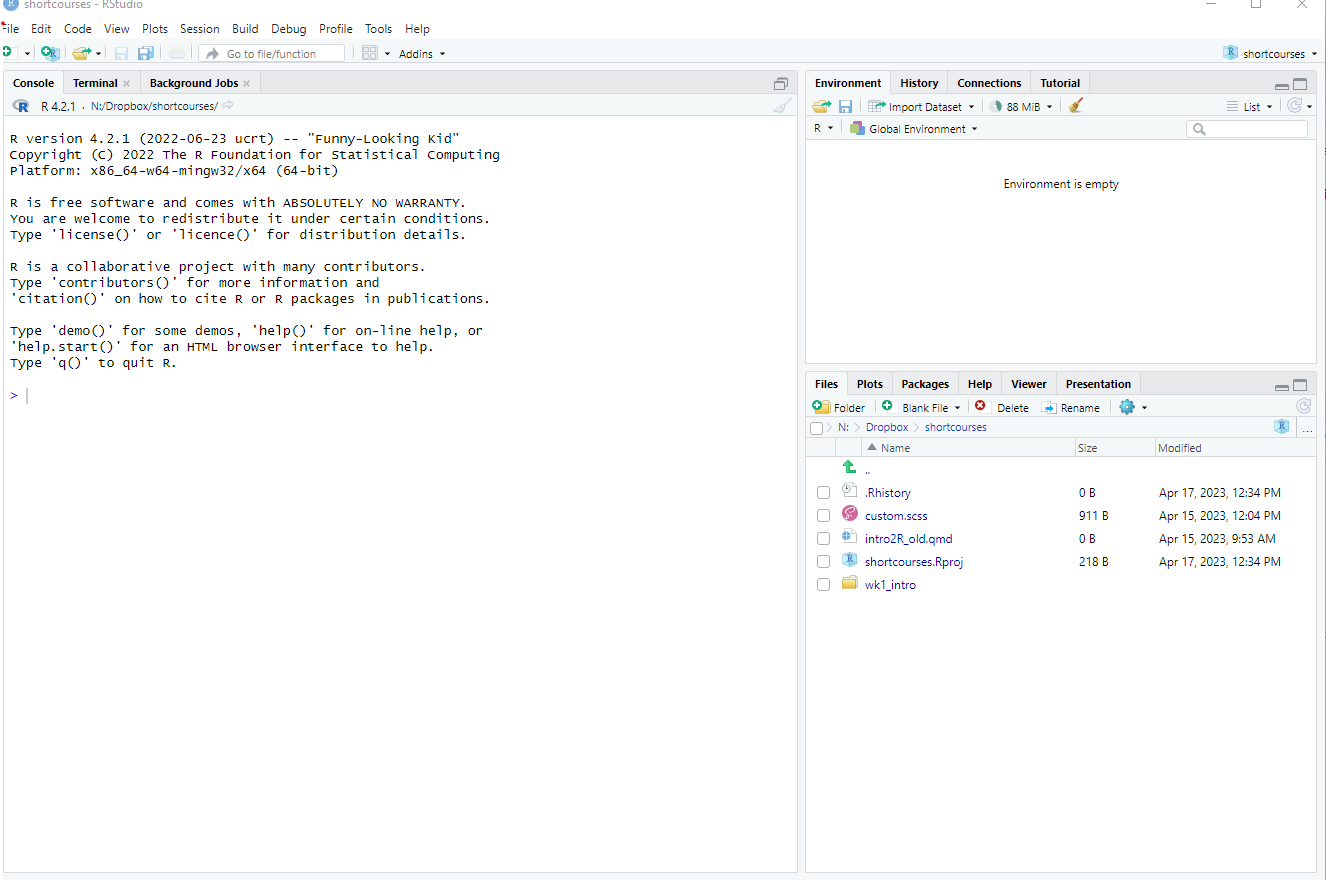 shortcourses - RStudio
File Edit Code View Plots Session Build Debug Profile Tools Help
Go to file/function Addins shortcourses
Console Terminal Background Jobs
R 4.2.1 · N:/Dropbox/shortcourses/
R version 4.2.1 (2022-06-23 ucrt) -- "Funny-Looking Kid"
Copyright (C) 2022 The R Foundation for Statistical Computing
Platform: x86_64-w64-mingw32/x64 (64-bit)
R is free software and comes with ABSOLUTELY NO WARRANTY.
You are welcome to redistribute it under certain conditions.
Type 'license()' or 'licence()' for distribution details.
R is a collaborative project with many contributors.
Type 'contributors()' for more information and
'citation()' on how to cite R or R packages in publications.
Type 'demo()' for some demos, 'help()' for on-line help, or
'help.start()' for an HTML browser interface to help.
Type 'q()' to quit R.
>
Environment History Connections Tutorial
Import Dataset 88 MiB List
R Global Environment
Environment is empty
Files Plots Packages Help Viewer Presentation
Folder Blank File Delete Rename
N: Dropbox shortcourses ...
Name Size Modified
..
.Rhistory 0 B Apr 17, 2023, 12:34 PM
custom.scss 911 B Apr 15, 2023, 12:04 PM
intro2R_old.qmd 0 B Apr 15, 2023, 9:53 AM
shortcourses.Rproj 218 B Apr 17, 2023, 12:34 PM
wk1_intro